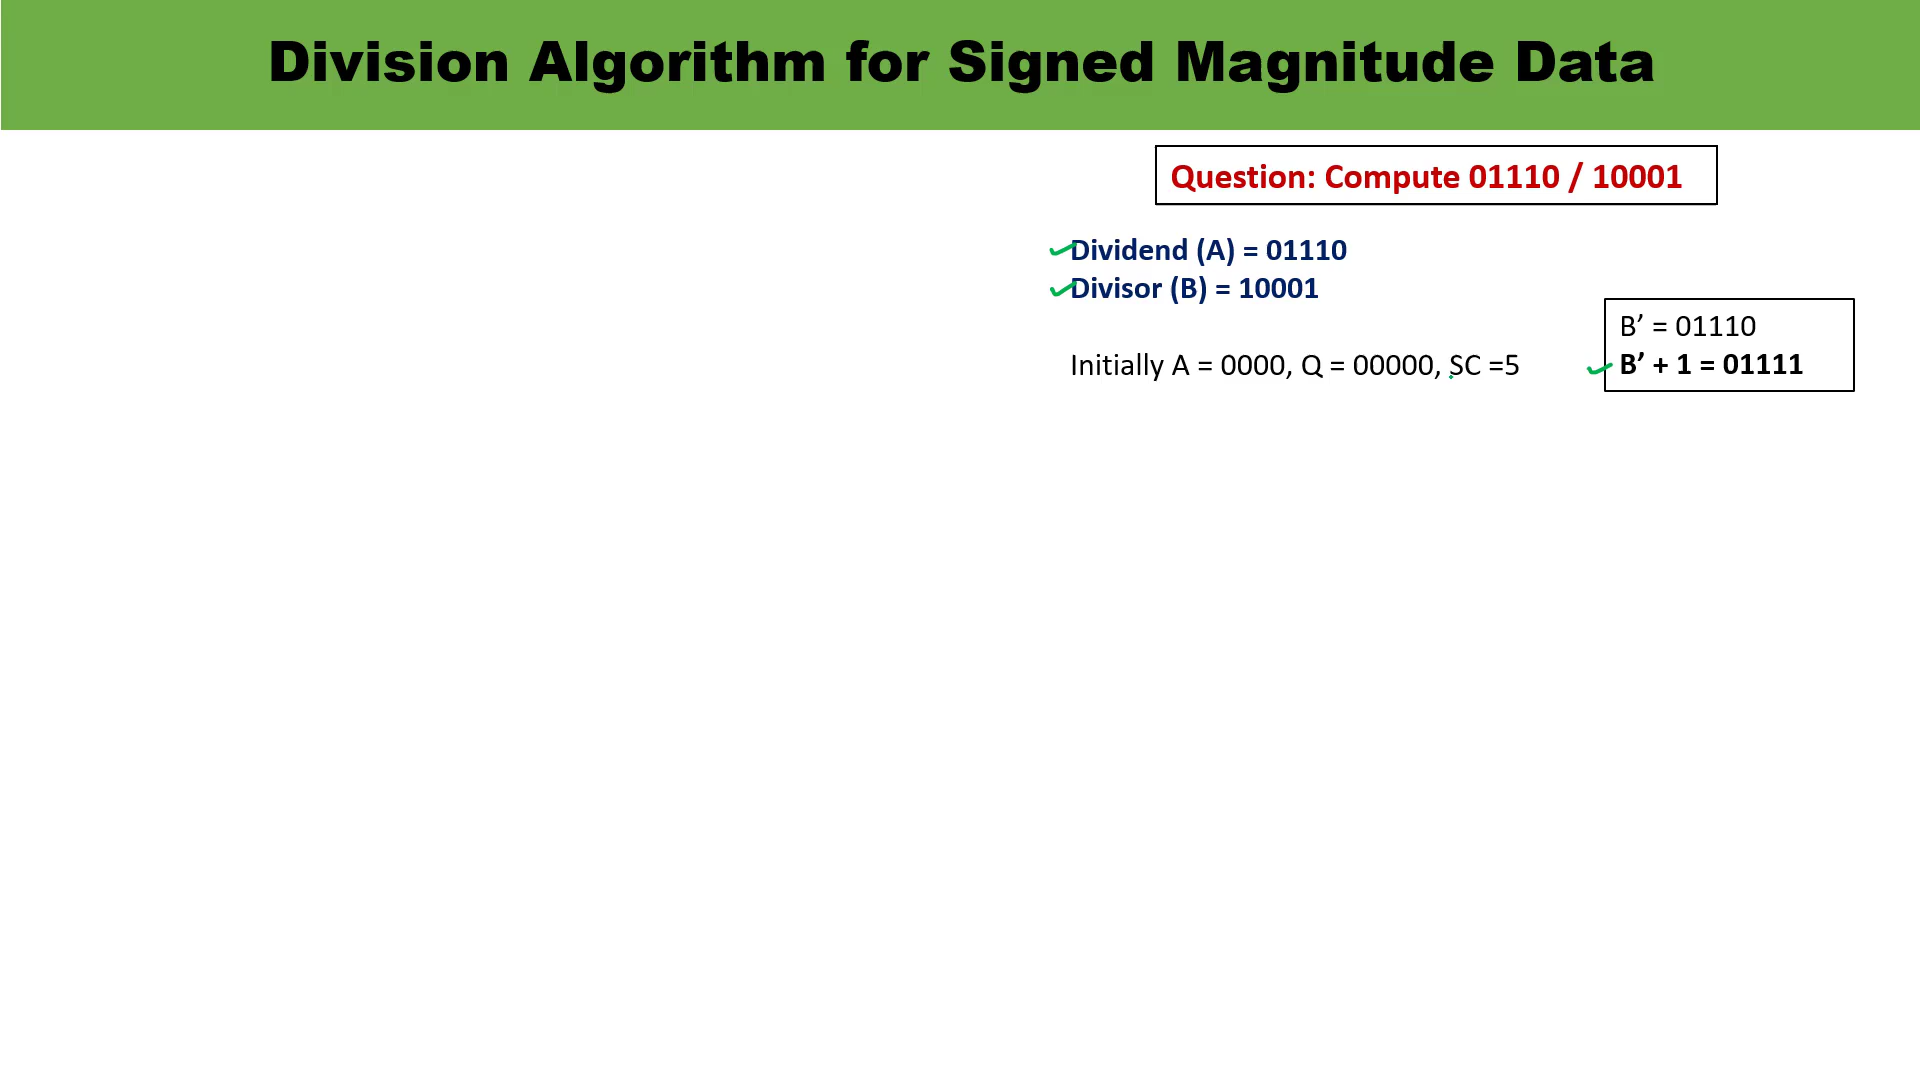 Division Algorithm for Signed Magnitude Data
Question: Compute 01110 / 10001
Dividend (A) = 01110
Divisor (B) = 10001
B’ = 01110
Initially A = 0000, Q = 00000, SC =5
B’ + 1 = 01111